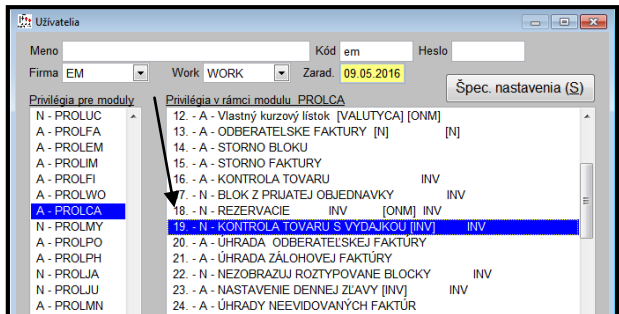 Užívatelia
Meno Kód em Heslo
Firma EM Work WORK Zarad. 09.05.2016
Špec. nastavenia (S)
Privilégia pre moduly
N - PROLUC
A - PROLFA
N - PROLEM
A - PROLIM
A - PROLFI
A - PROLWO
A - PROLCA
N - PROLMY
A - PROLPO
A - PROLPH
N - PROLJA
N - PROLJU
A - PROLMN
Privilégia v rámci modulu PROLCA
12. - A - Vlastný kurzový lístok [VALUTYCA] [ONM]
13. - A - ODBERATELSKE FAKTURY [N] [N]
14. - A - STORNO BLOKU
15. - A - STORNO FAKTURY
16. - A - KONTROLA TOVARU INV
17. - N - BLOK Z PRIJATEJ OBJEDNAVKY INV
18. - N - REZERVACIE INV [ONM] INV
19. - N - KONTROLA TOVARU S VÝDAJKOU [INV] INV
20. - A - ÚHRADA ODBERATEĽSKEJ FAKTÚRY
21. - A - ÚHRADA ZÁLOHOVEJ FAKTÚRY
22. - N - NEZOBRAZUJ ROZTYPOVANE BLOCKY INV
23. - A - NASTAVENIE DENNEJ ZĽAVY [INV] INV
24. - A - ÚHRADY NEEVIDOVANÝCH FAKTÚR